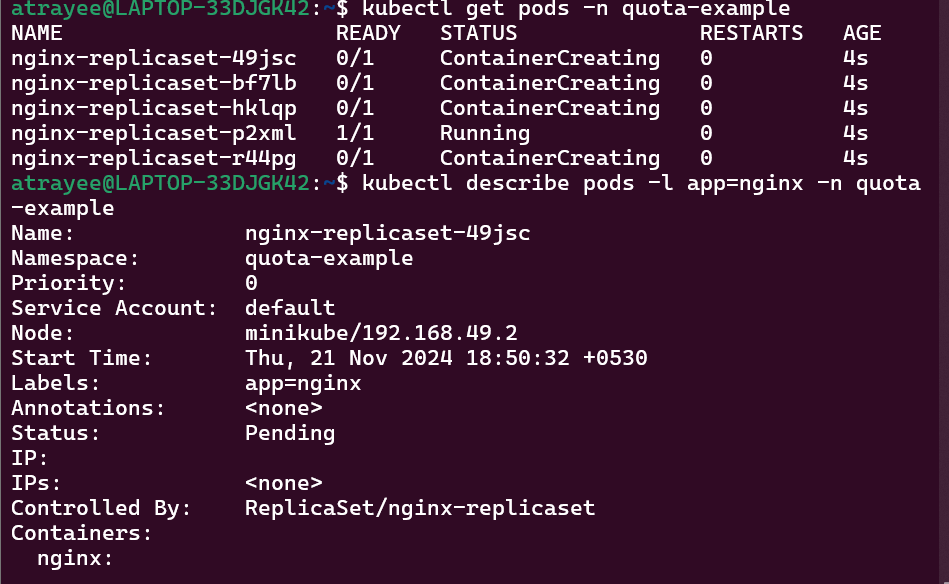 atrayee@LAPTOP-33DJGK42:~$ kubectl get pods -n quota-example
NAME                     READY   STATUS              RESTARTS   AGE
nginx-replicaset-49jsc   0/1     ContainerCreating   0          4s
nginx-replicaset-bf7lb   0/1     ContainerCreating   0          4s
nginx-replicaset-hklqp   0/1     ContainerCreating   0          4s
nginx-replicaset-p2xml   1/1     Running             0          4s
nginx-replicaset-r44pg   0/1     ContainerCreating   0          4s
atrayee@LAPTOP-33DJGK42:~$ kubectl describe pods -l app=nginx -n quota
-example
Name:             nginx-replicaset-49jsc
Namespace:        quota-example
Priority:         0
Service Account:  default
Node:             minikube/192.168.49.2
Start Time:       Thu, 21 Nov 2024 18:50:32 +0530
Labels:           app=nginx
Annotations:      <none>
Status:           Pending
IP:
IPs:              <none>
Controlled By:    ReplicaSet/nginx-replicaset
Containers:
  nginx: